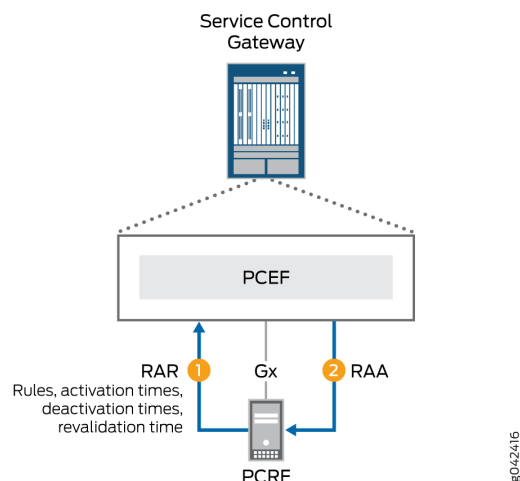 Service Control
Gateway
PCEF
1
2
RAR
Gx
RAA
Rules, activation times,
deactivation times,
revalidation time
PCRF
g042416